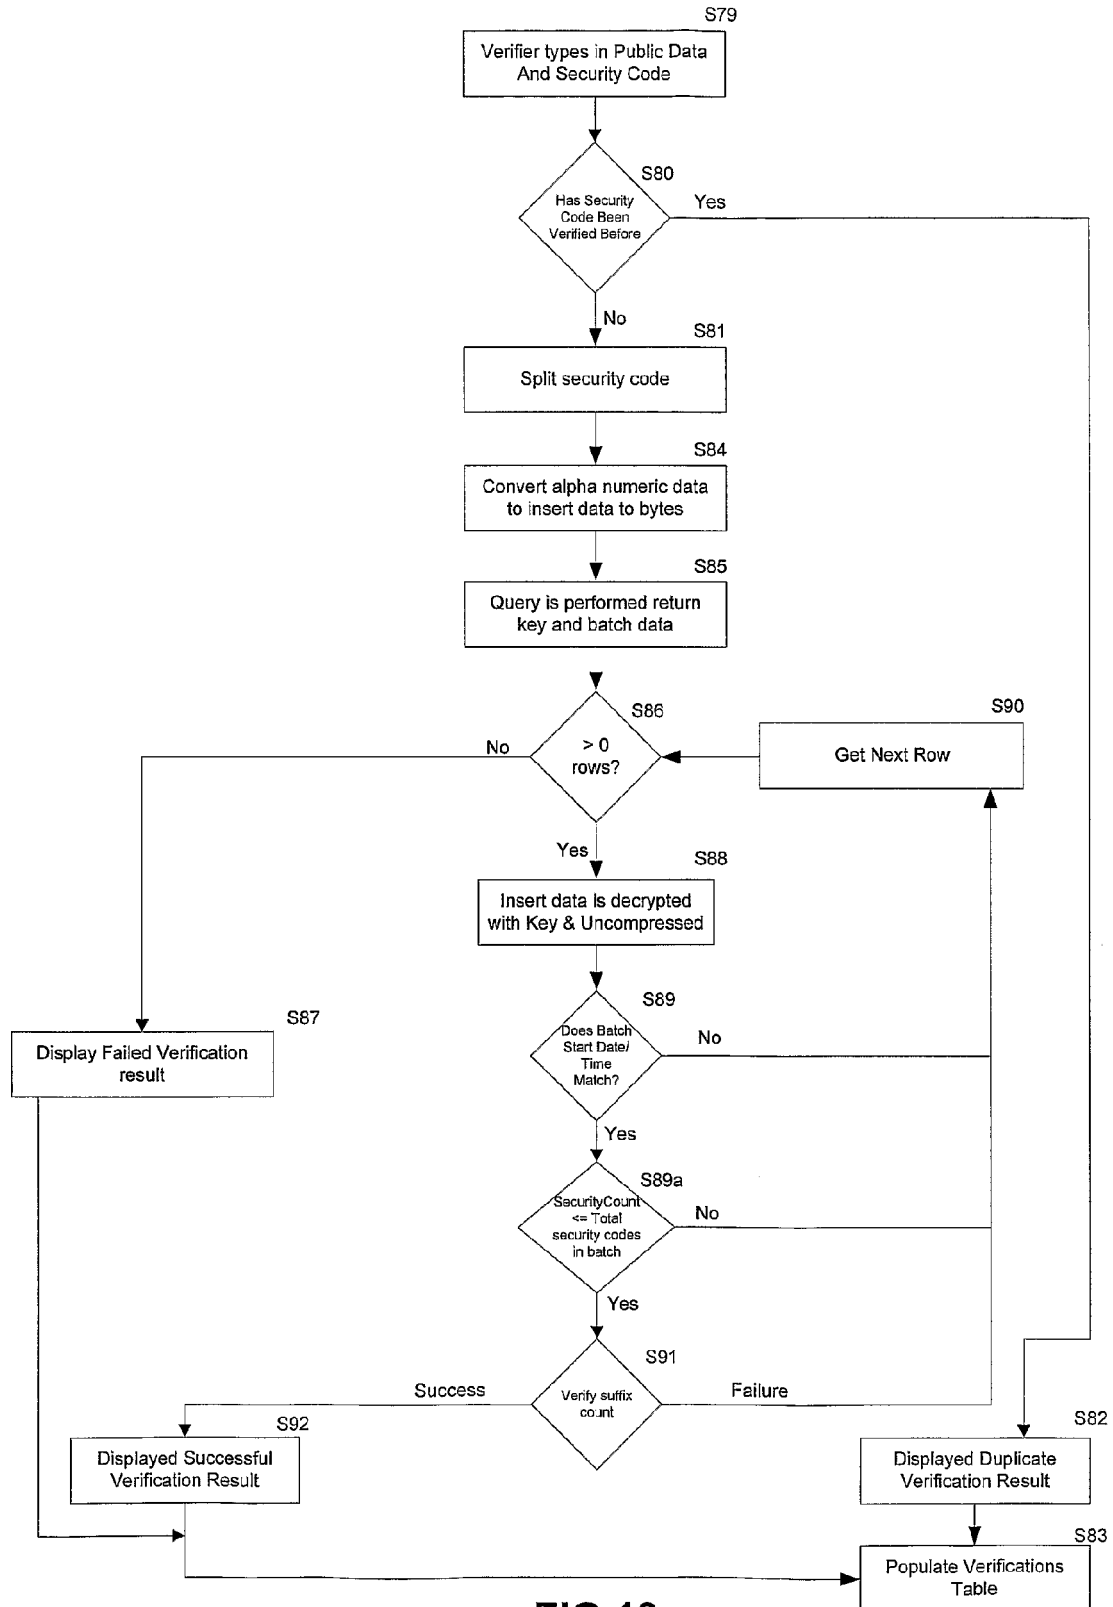 S79
Verifier types in Public Data
And Security Code
S80
Has Security
Code Been
Verified Before
Yes
No
S81
Split security code
S84
Convert alpha numeric data
to insert data to bytes
S85
Query is performed return
key and batch data
S86
> 0
rows?
No
S90
Get Next Row
Yes
S88
Insert data is decrypted
with Key & Uncompressed
S89
Does Batch
Start Date/
Time
Match?
No
S87
Display Failed Verification
result
Yes
S89a
SecurityCount
<= Total
security codes
in batch
No
Yes
S91
Verify suffix
count
Success
Failure
S92
Displayed Successful
Verification Result
S82
Displayed Duplicate
Verification Result
S83
Populate Verifications
Table